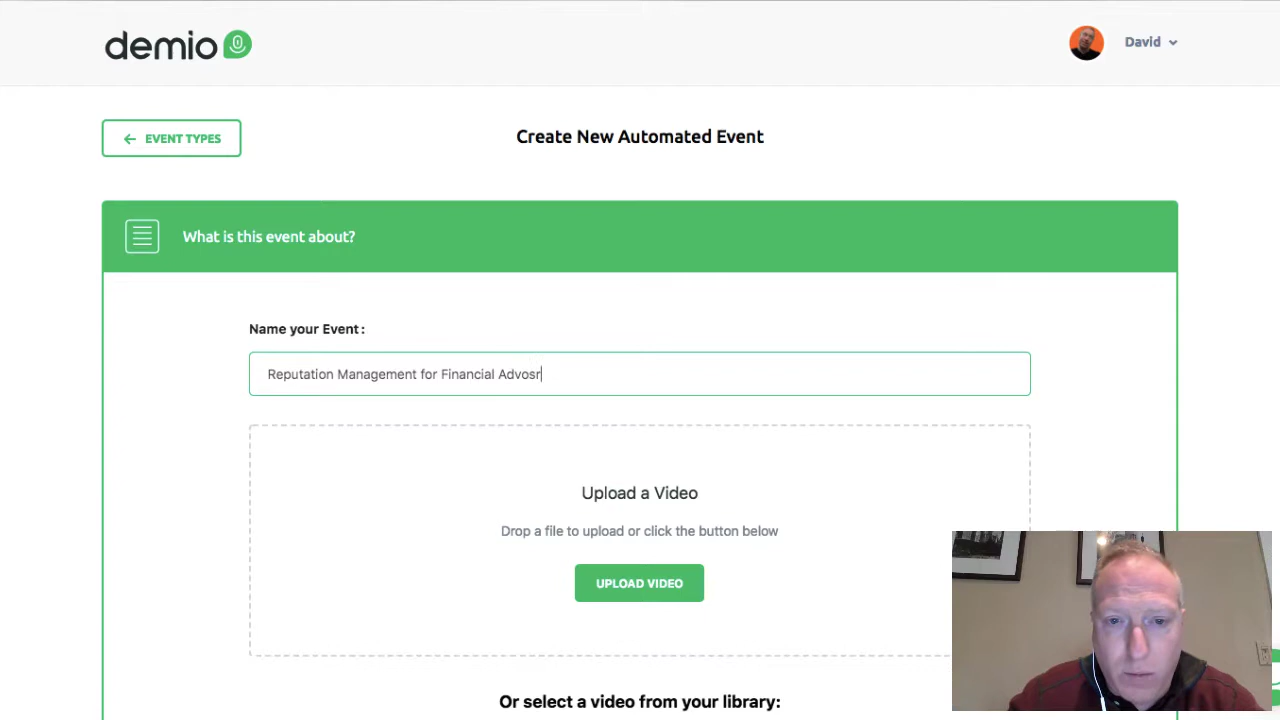 demio
David
EVENT TYPES
Create New Automated Event
What is this event about?
Name your Event :
Reputation Management for Financial Advosr
Upload a Video
Drop a file to upload or click the button below
UPLOAD VIDEO
Or select a video from your library: